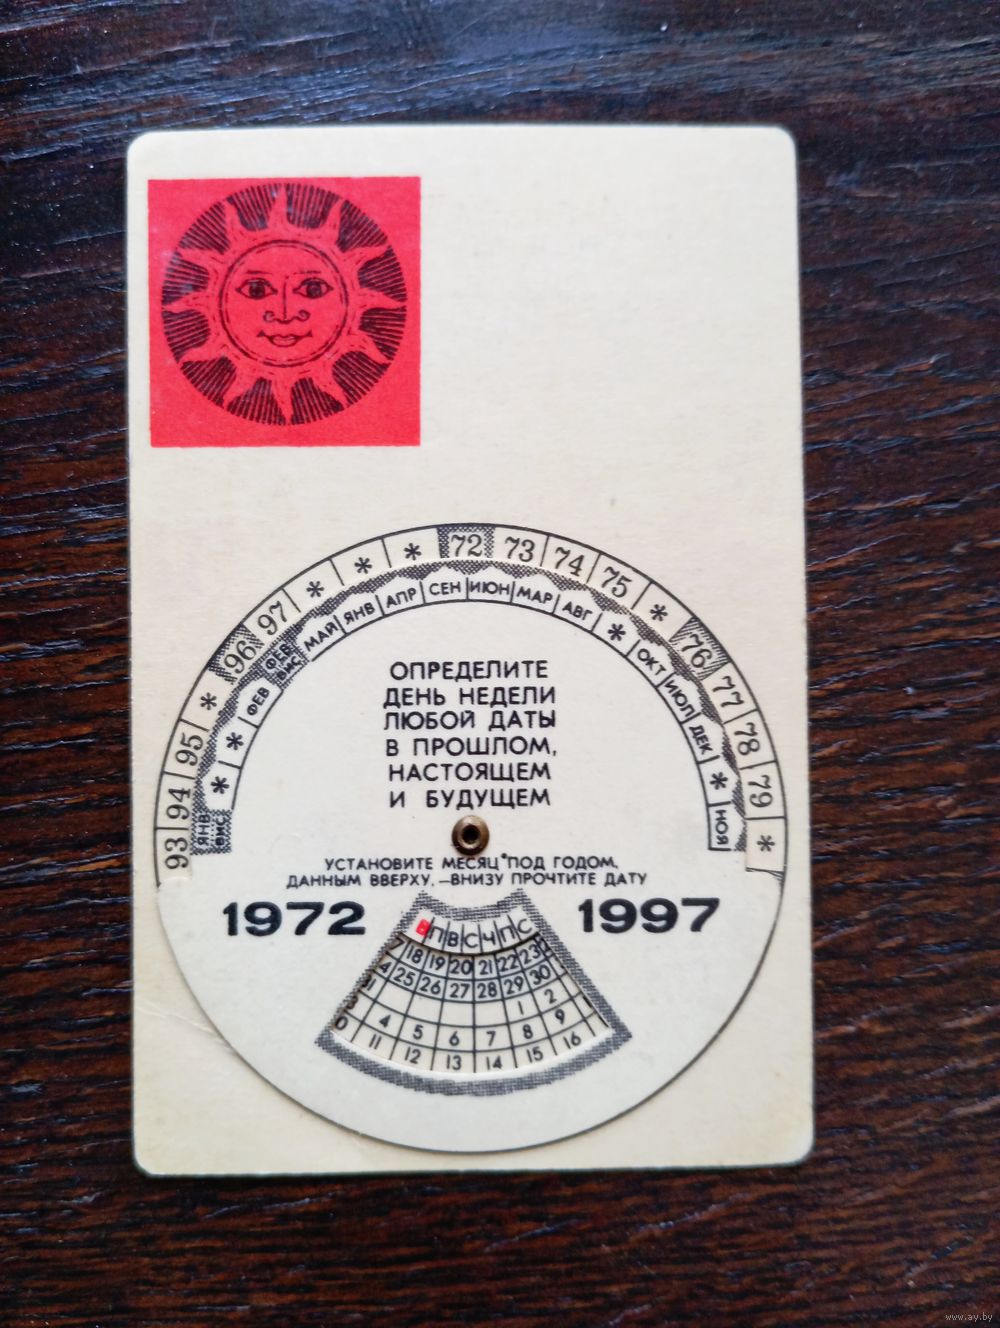 * * * 72 73 74 75 * 76 77 78 79 *
93 94 95 * 96 97
ЯНВ ВИС * * ФЕВ ФЕВ ВИС МАЙ ЯНВ АПР СЕН ИЮН МАР АВГ * ОКТ ИЮЛ ДЕК * НОЯ
ОПРЕДЕЛИТЕ
ДЕНЬ НЕДЕЛИ
ЛЮБОЙ ДАТЫ
В ПРОШЛОМ,
НАСТОЯЩЕМ
И БУДУЩЕМ
УСТАНОВИТЕ МЕСЯЦ ПОД ГОДОМ,
ДАННЫМ ВВЕРХУ, –ВНИЗУ ПРОЧТИТЕ ДАТУ
1972 1997
В П В С Ч П С
18 19 20 21 22 23
25 26 27 28 29 30
1 2
4 5 6 7 8 9
11 12 13 14 15 16
www.ay.by